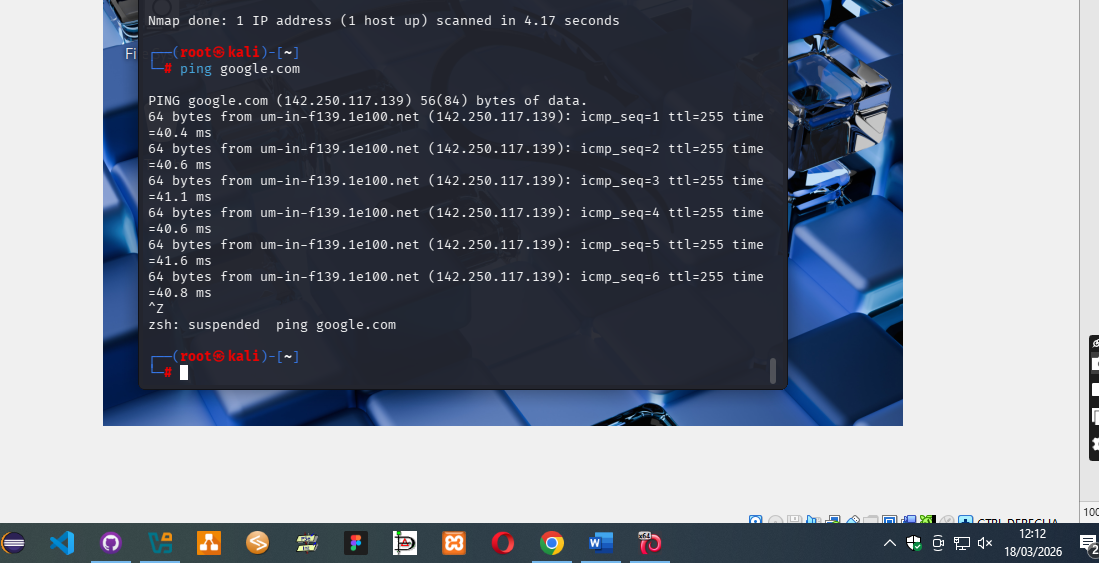 Nmap done: 1 IP address (1 host up) scanned in 4.17 seconds
Fi
┌──(root㉿kali)-[~]
└─# ping google.com
PING google.com (142.250.117.139) 56(84) bytes of data.
64 bytes from um-in-f139.1e100.net (142.250.117.139): icmp_seq=1 ttl=255 time
=40.4 ms
64 bytes from um-in-f139.1e100.net (142.250.117.139): icmp_seq=2 ttl=255 time
=40.6 ms
64 bytes from um-in-f139.1e100.net (142.250.117.139): icmp_seq=3 ttl=255 time
=41.1 ms
64 bytes from um-in-f139.1e100.net (142.250.117.139): icmp_seq=4 ttl=255 time
=40.6 ms
64 bytes from um-in-f139.1e100.net (142.250.117.139): icmp_seq=5 ttl=255 time
=41.6 ms
64 bytes from um-in-f139.1e100.net (142.250.117.139): icmp_seq=6 ttl=255 time
=40.8 ms
^Z
zsh: suspended  ping google.com
┌──(root㉿kali)-[~]
└─#
100
CTRL DERECHA
12:12
18/03/2026
2